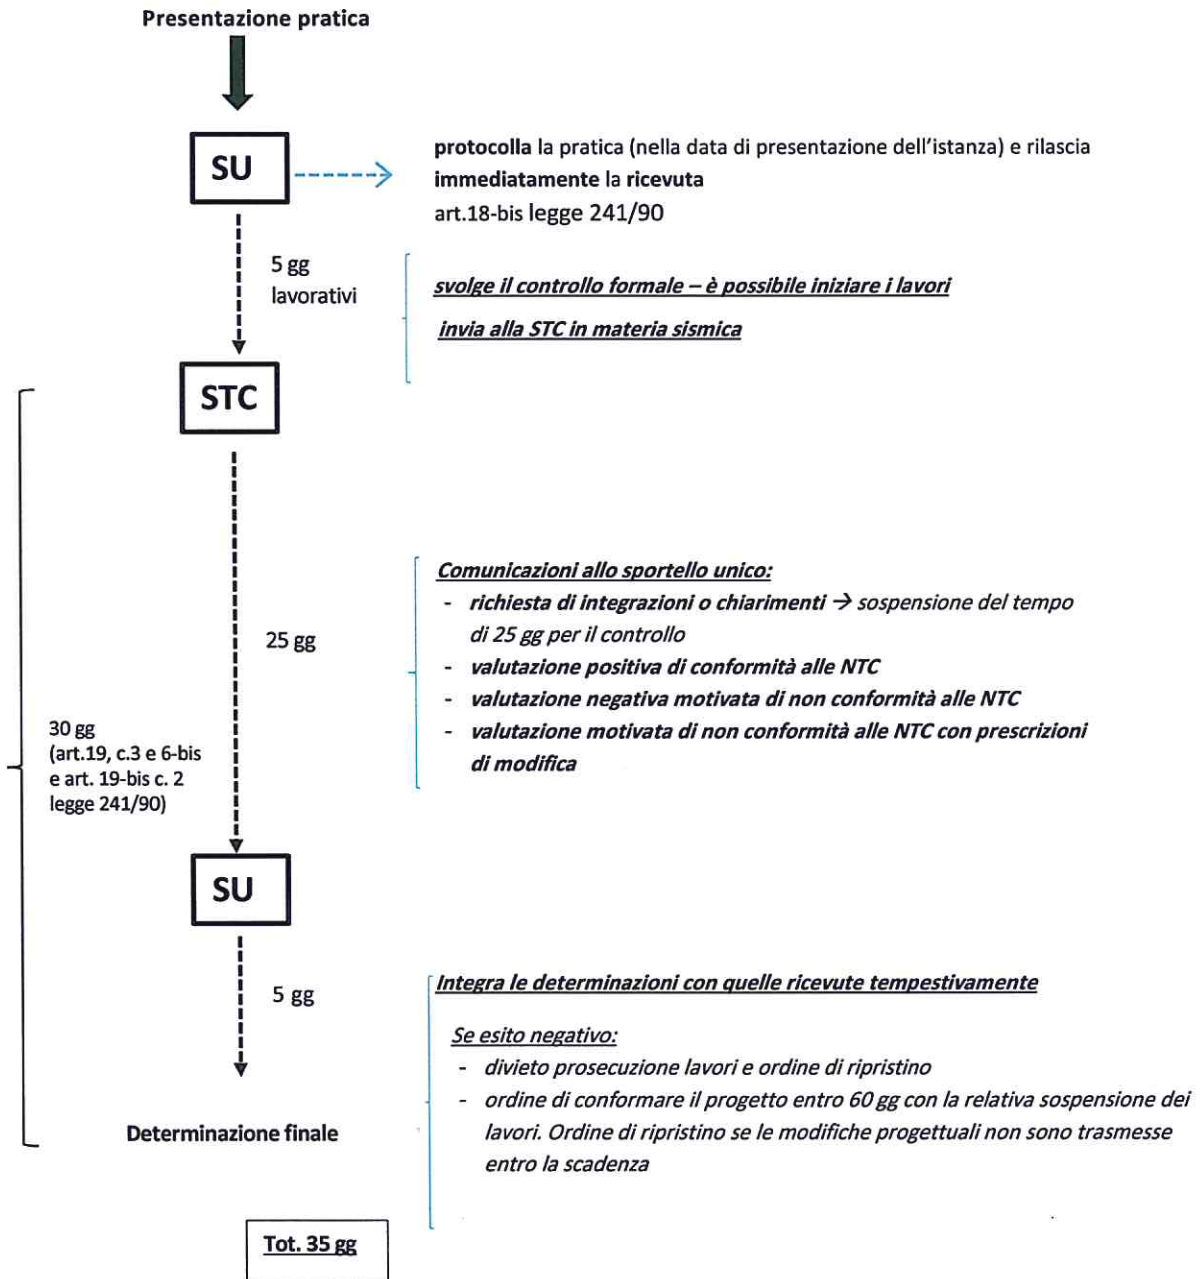 Presentazione pratica
SU
protocolla la pratica (nella data di presentazione dell'istanza) e rilascia
immediatamente la ricevuta
art.18-bis legge 241/90
5 gg
lavorativi
svolge il controllo formale – è possibile iniziare i lavori
invia alla STC in materia sismica
STC
25 gg
Comunicazioni allo sportello unico:
- richiesta di integrazioni o chiarimenti → sospensione del tempo
di 25 gg per il controllo
- valutazione positiva di conformità alle NTC
- valutazione negativa motivata di non conformità alle NTC
- valutazione motivata di non conformità alle NTC con prescrizioni
di modifica
30 gg
(art.19, c.3 e 6-bis
e art. 19-bis c. 2
legge 241/90)
SU
5 gg
Integra le determinazioni con quelle ricevute tempestivamente
Se esito negativo:
- divieto prosecuzione lavori e ordine di ripristino
- ordine di conformare il progetto entro 60 gg con la relativa sospensione dei
lavori. Ordine di ripristino se le modifiche progettuali non sono trasmesse
entro la scadenza
Determinazione finale
Tot. 35 gg